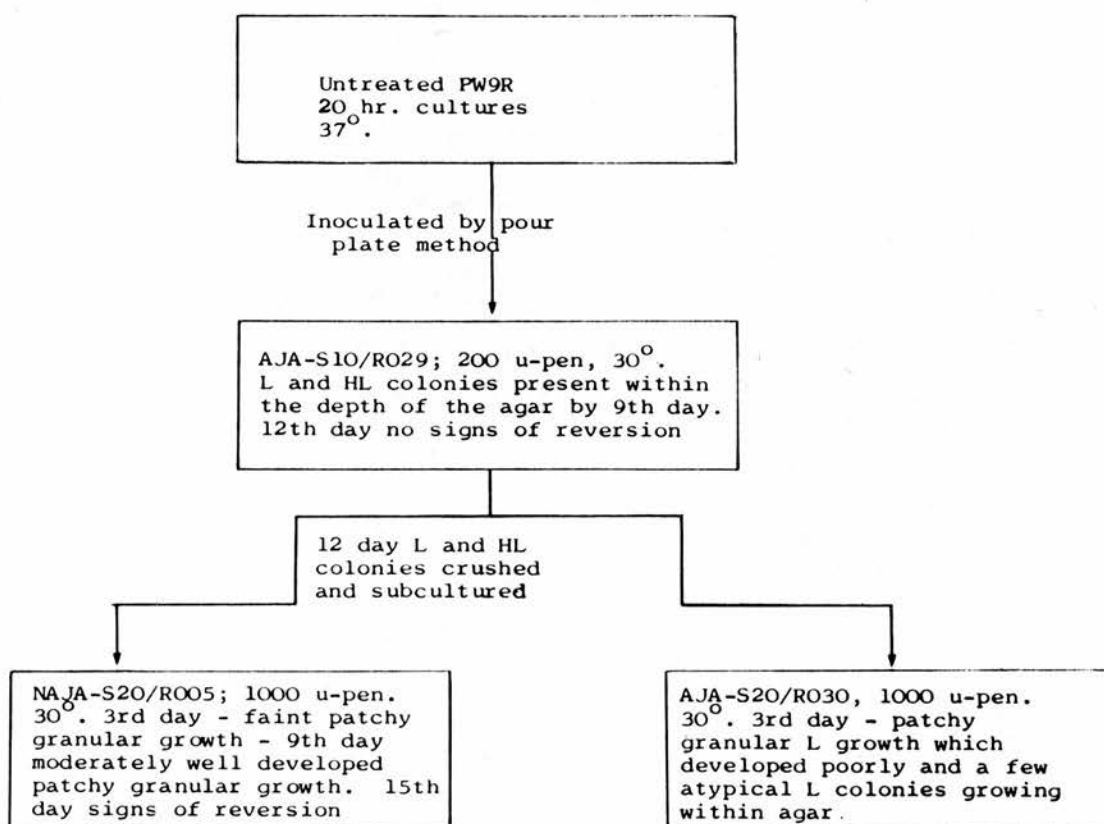 Untreated PW9R
20 hr. cultures
37°.
Inoculated by pour
plate method
AJA-S10/R029; 200 u-pen, 30°.
L and HL colonies present within
the depth of the agar by 9th day.
12th day no signs of reversion
12 day L and HL
colonies crushed
and subcultured
NAJA-S20/R005; 1000 u-pen.
30°. 3rd day - faint patchy
granular growth - 9th day
moderately well developed
patchy granular growth. 15th
day signs of reversion
AJA-S20/R030, 1000 u-pen.
30°. 3rd day - patchy
granular L growth which
developed poorly and a few
atypical L colonies growing
within agar.